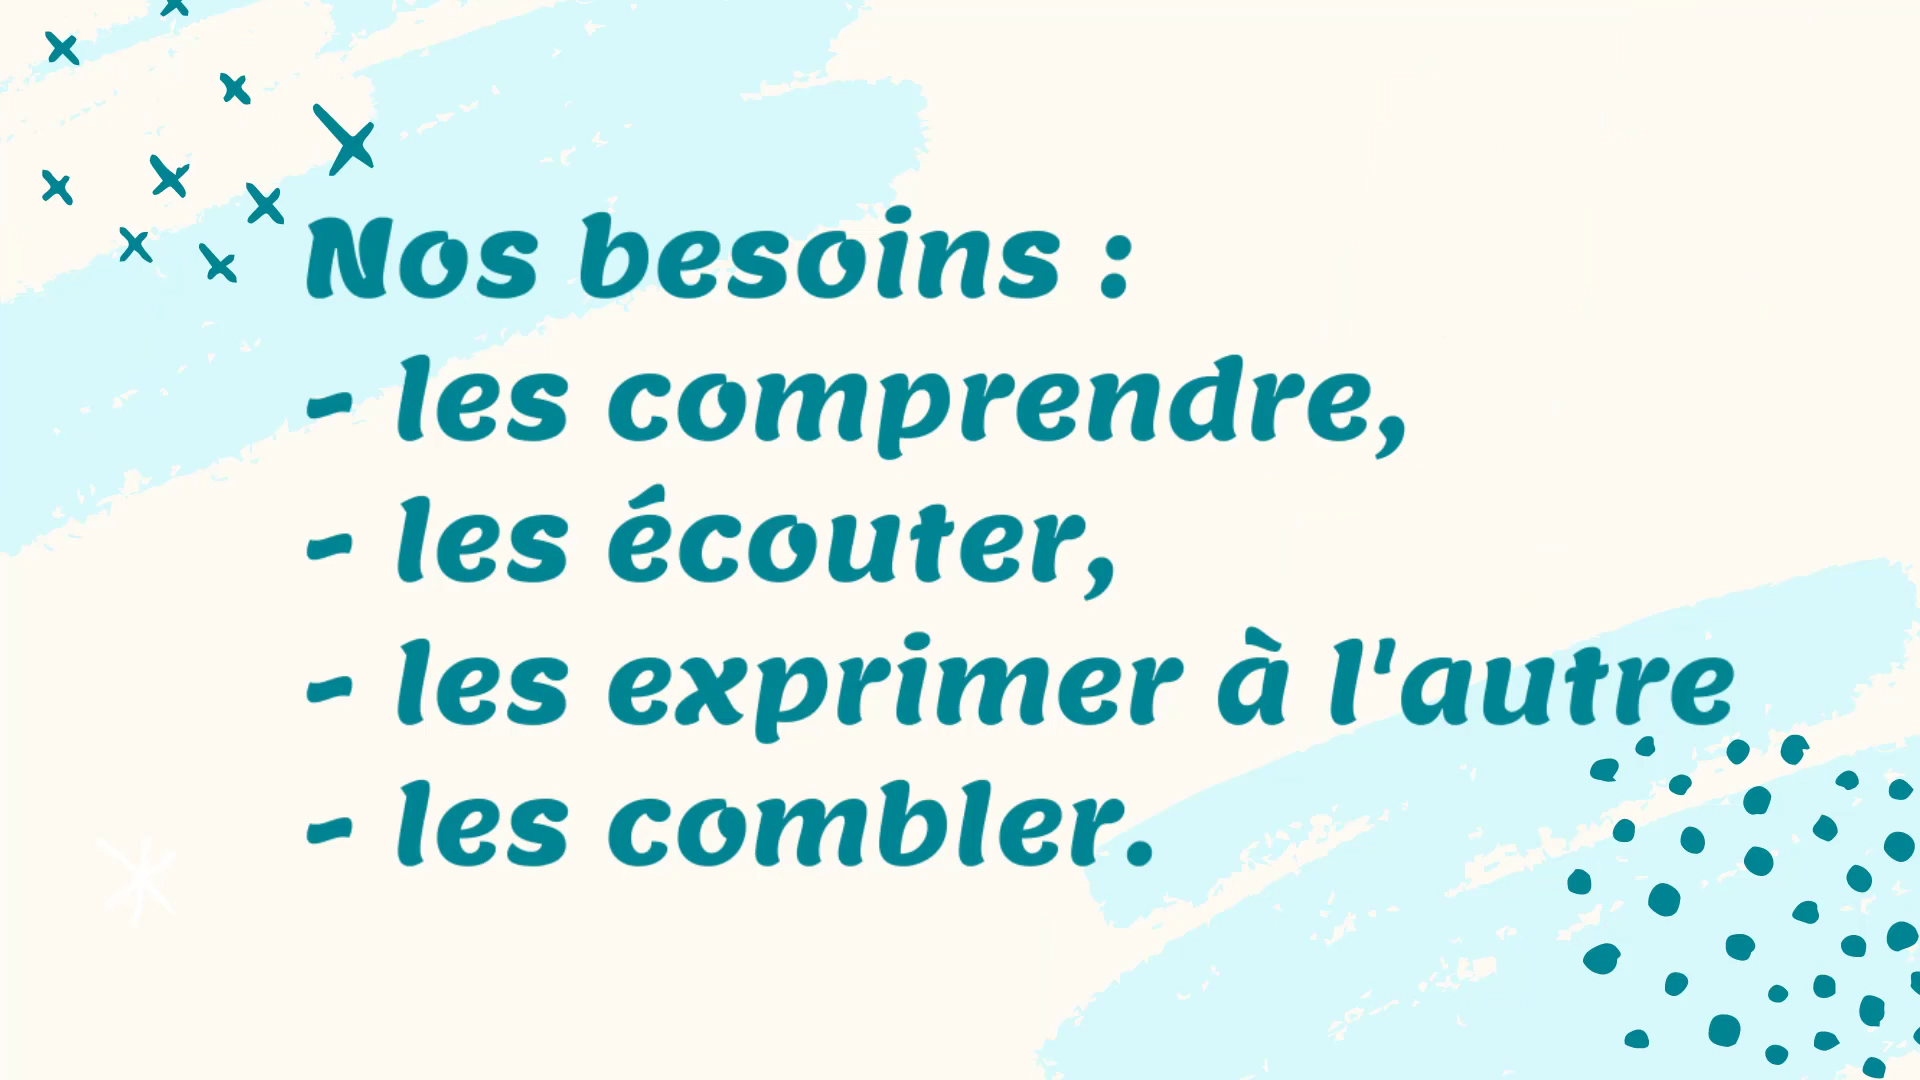 Nos besoins :
- les comprendre,
- les écouter,
- les exprimer à l'autre
- les combler.